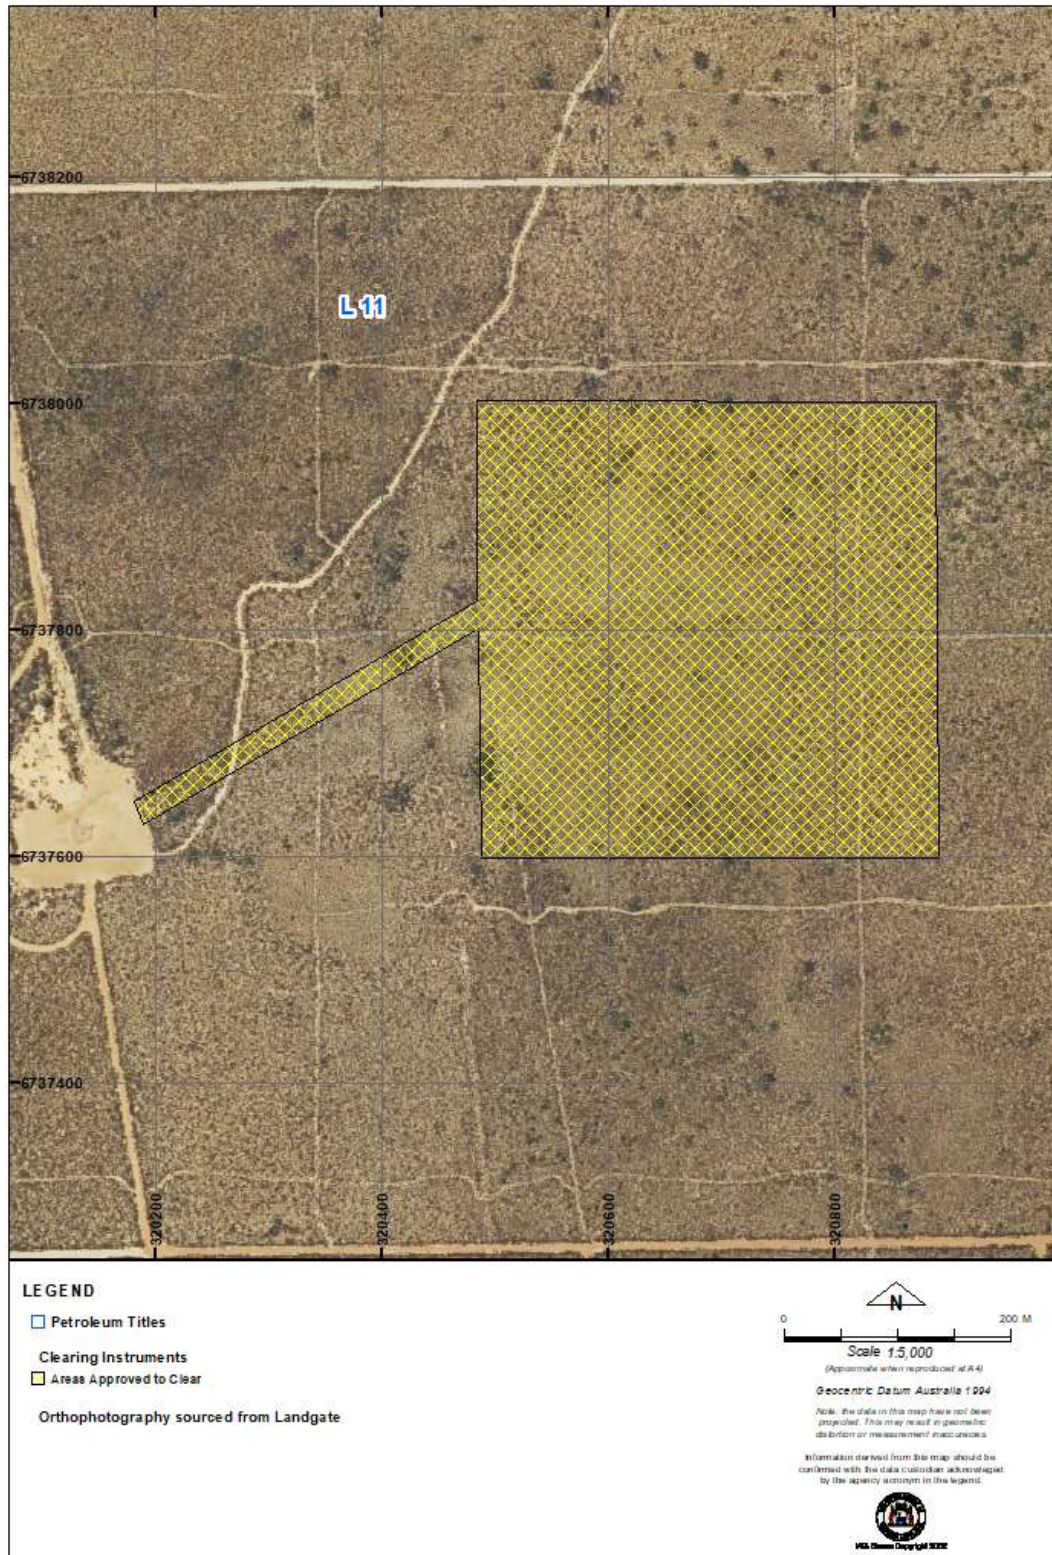 6738200
L 11
6738000
6737800
6737600
6737400
320200
320400
320600
320800
LEGEND
Petroleum Titles
Clearing Instruments
Areas Approved to Clear
Orthophotography sourced from Landgate
N
0 200 M
Scale 1:5,000
(Approximate when reproduced at A4)
Geocentric Datum Australia 1994
Note: the data in this map have not been
projected. This may result in geometric
distortion or measurement inaccuracies.
Information derived from this map should be
confirmed with the data custodian acknowleged
by the agency acronym in the legend.